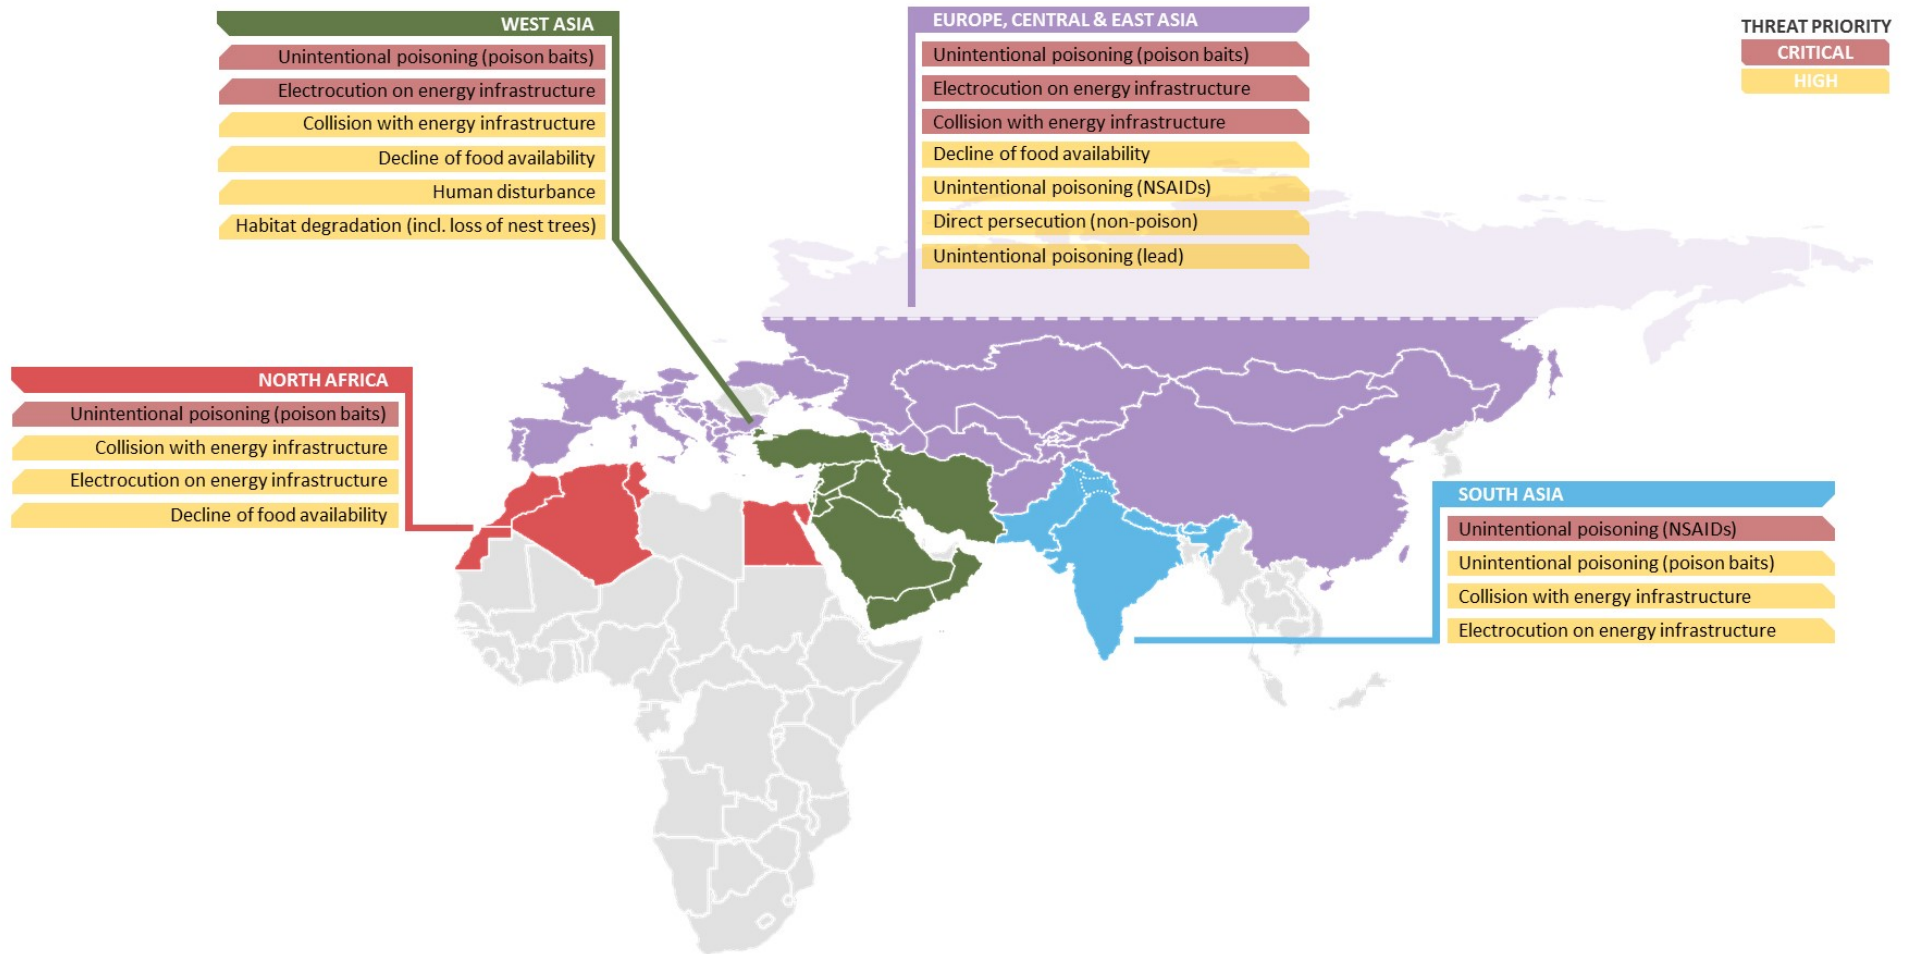 WEST ASIA
Unintentional poisoning (poison baits)
Electrocution on energy infrastructure
Collision with energy infrastructure
Decline of food availability
Human disturbance
Habitat degradation (incl. loss of nest trees)
EUROPE, CENTRAL & EAST ASIA
Unintentional poisoning (poison baits)
Electrocution on energy infrastructure
Collision with energy infrastructure
Decline of food availability
Unintentional poisoning (NSAIDs)
Direct persecution (non-poison)
Unintentional poisoning (lead)
THREAT PRIORITY
CRITICAL
HIGH
NORTH AFRICA
Unintentional poisoning (poison baits)
Collision with energy infrastructure
Electrocution on energy infrastructure
Decline of food availability
SOUTH ASIA
Unintentional poisoning (NSAIDs)
Unintentional poisoning (poison baits)
Collision with energy infrastructure
Electrocution on energy infrastructure